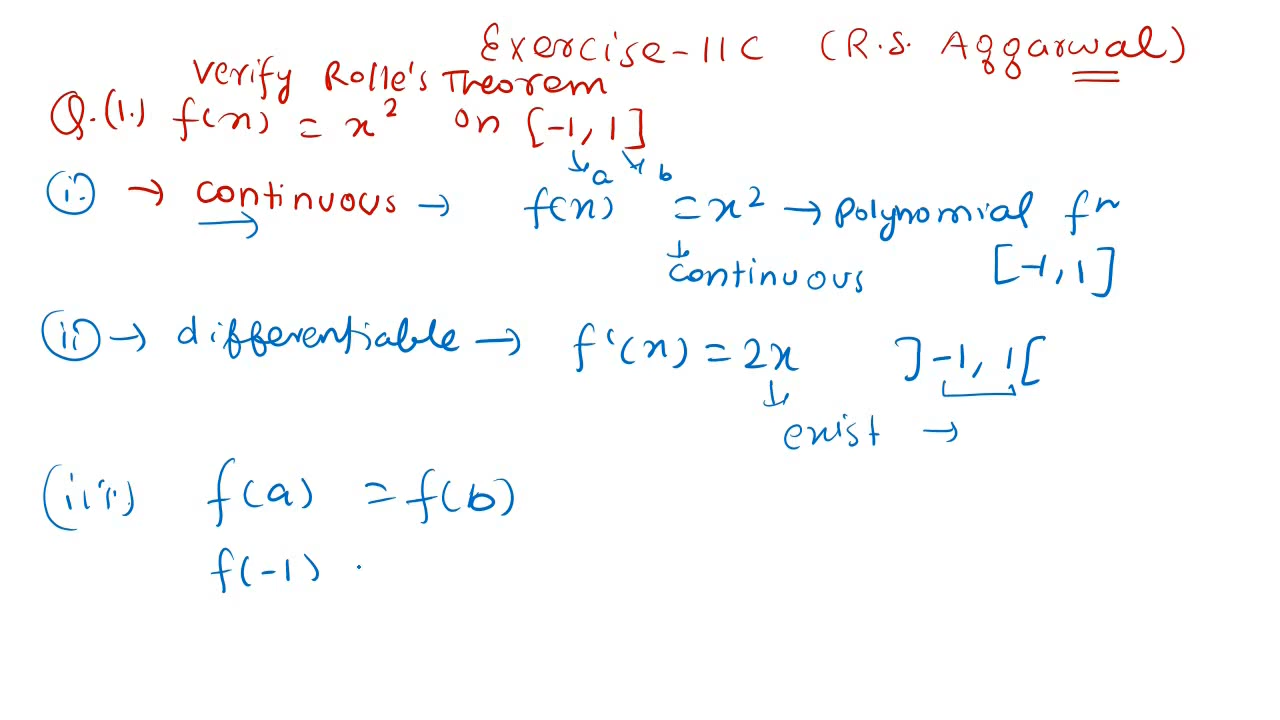 Exercise-11C (R.S. Aggarwal)
Verify Rolle's Theorem
Q.(1.) f(x) = x² on [-1, 1]
a b
(i) → continuous → f(x) = x² → Polynomial fn
↓ continuous [-1, 1]
(ii) → differentiable → f'(x) = 2x ]-1, 1[
↓ exist →
(iii) f(a) = f(b)
f(-1)